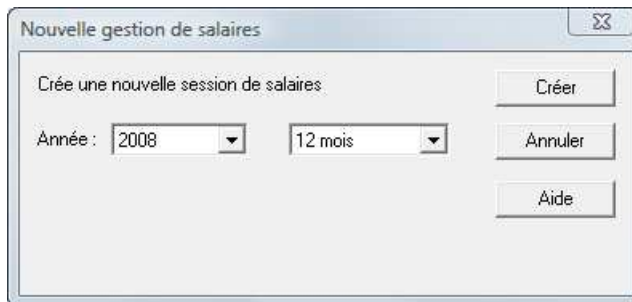 Nouvelle gestion de salaires
Crée une nouvelle session de salaires
Créer
Année : 2008 12 mois
Annuler
Aide